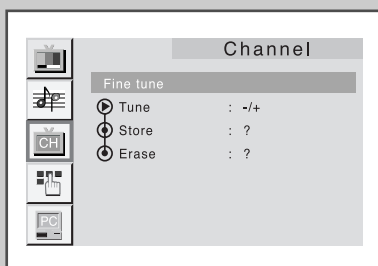 Channel
Fine tune
Tune : -/+
Store : ?
CH
Erase : ?
PC